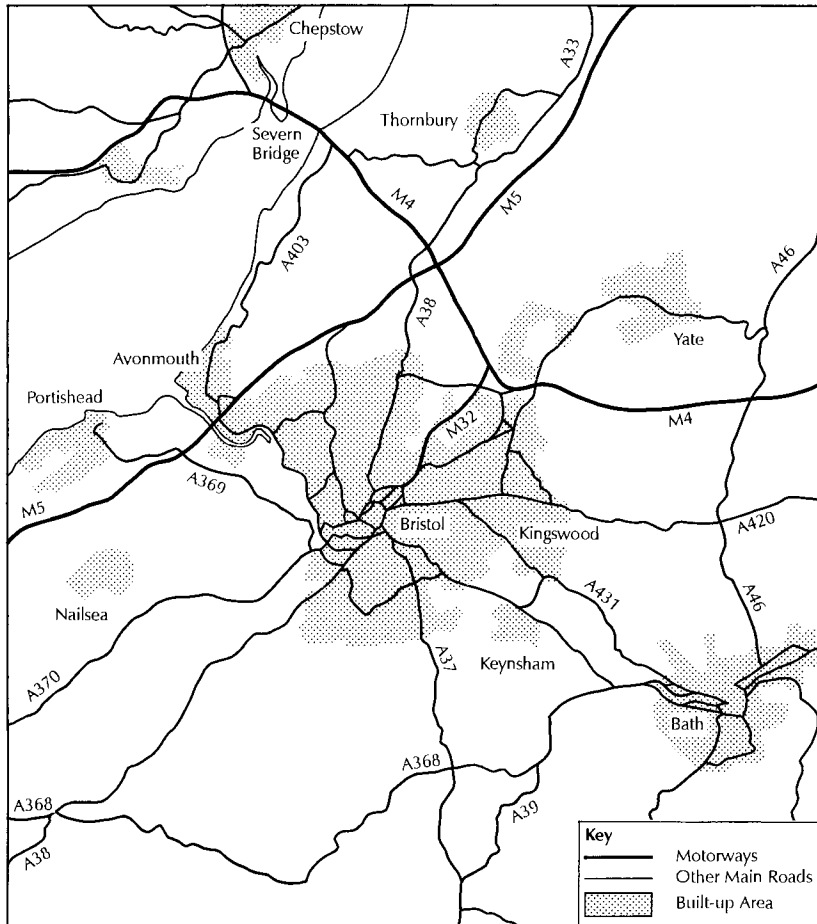 Chepstow
A33
Thornbury
Severn
Bridge
M4
M5
A403
A46
A38
Yate
Avonmouth
Portishead
M32
M4
A369
M5
Bristol
Kingswood
A420
Nailsea
A431
A46
A37
Keynsham
A370
Bath
A368
A368
A39
A38
Key
Motorways
Other Main Roads
Built-up Area